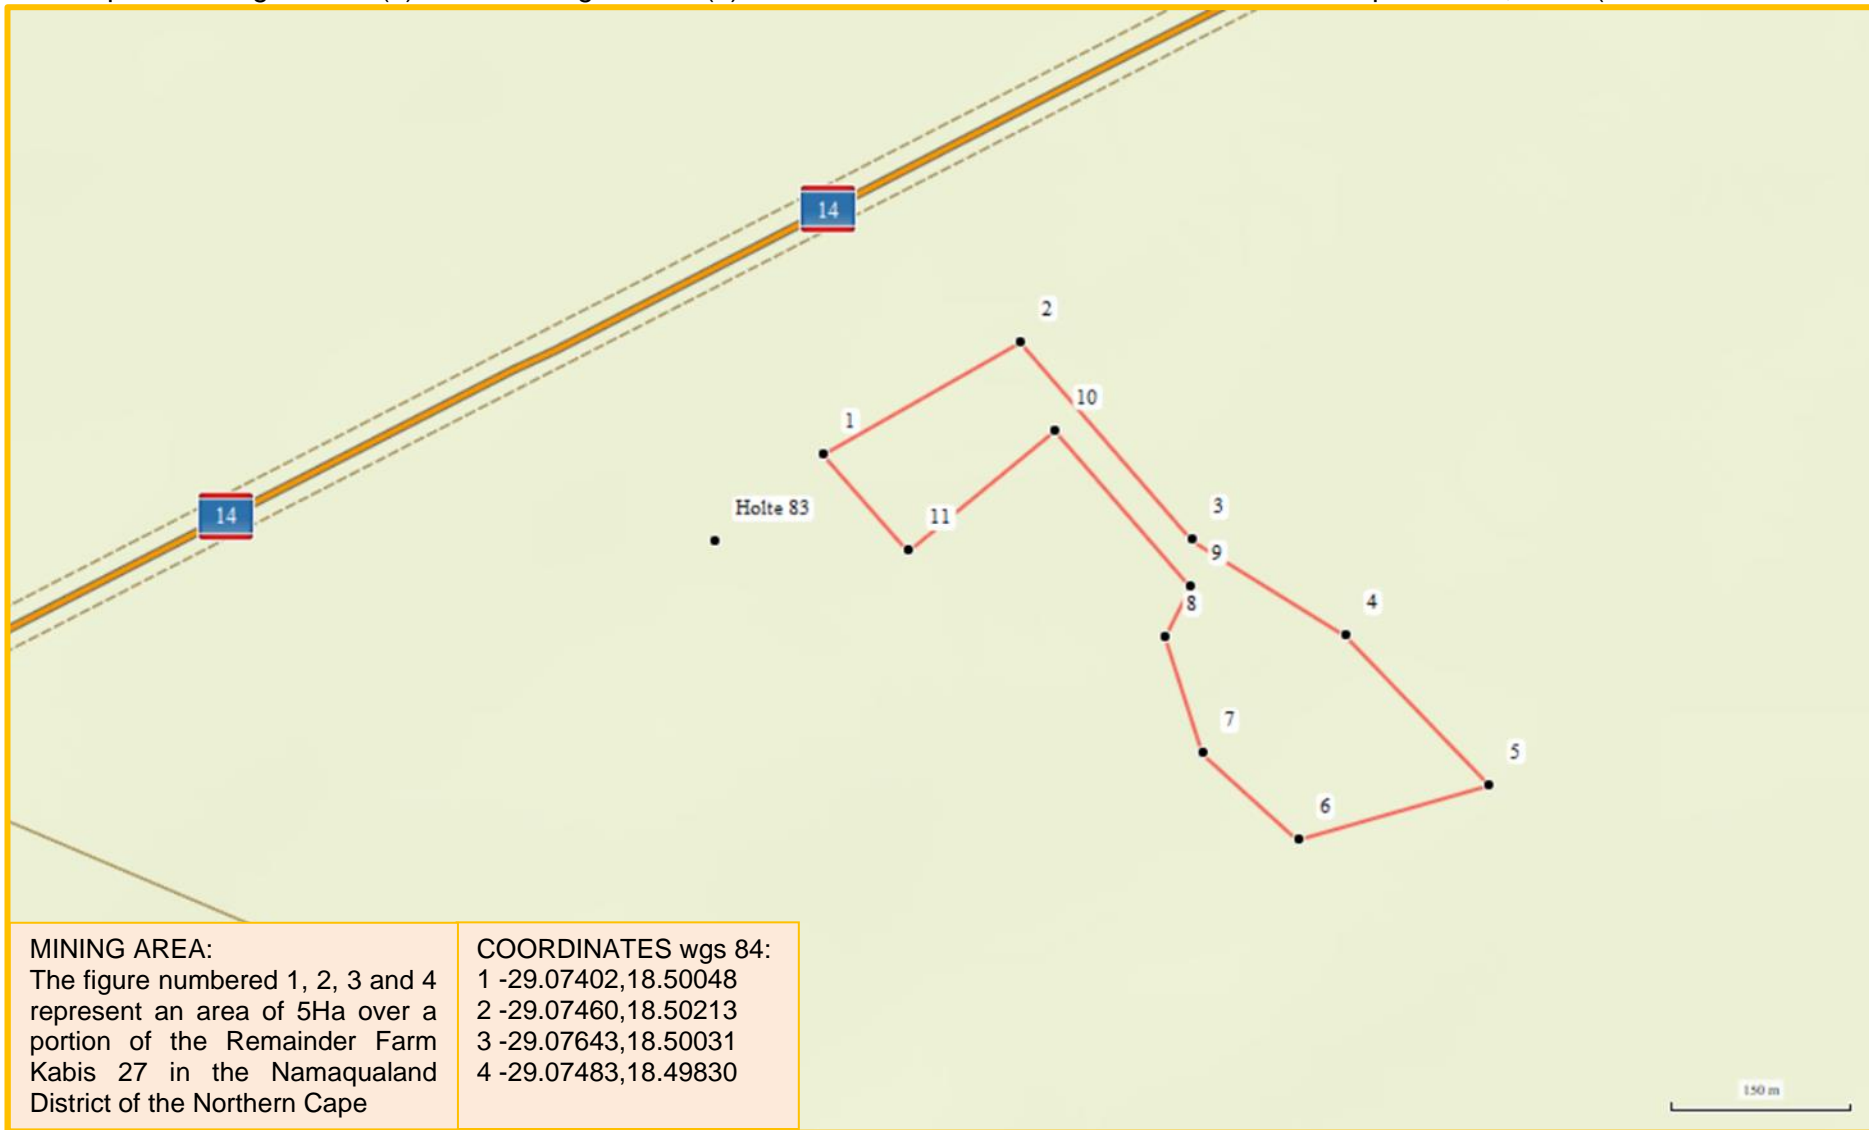 14
2
10
1
3
Holte 83
11
14
9
8
4
7
5
6
MINING AREA:
The figure numbered 1, 2, 3 and 4
represent an area of 5Ha over a
portion of the Remainder Farm
Kabis 27 in the Namaqualand
District of the Northern Cape
COORDINATES wgs 84:
1 -29.07402,18.50048
2 -29.07460,18.50213
3 -29.07643,18.50031
4 -29.07483,18.49830
150 m